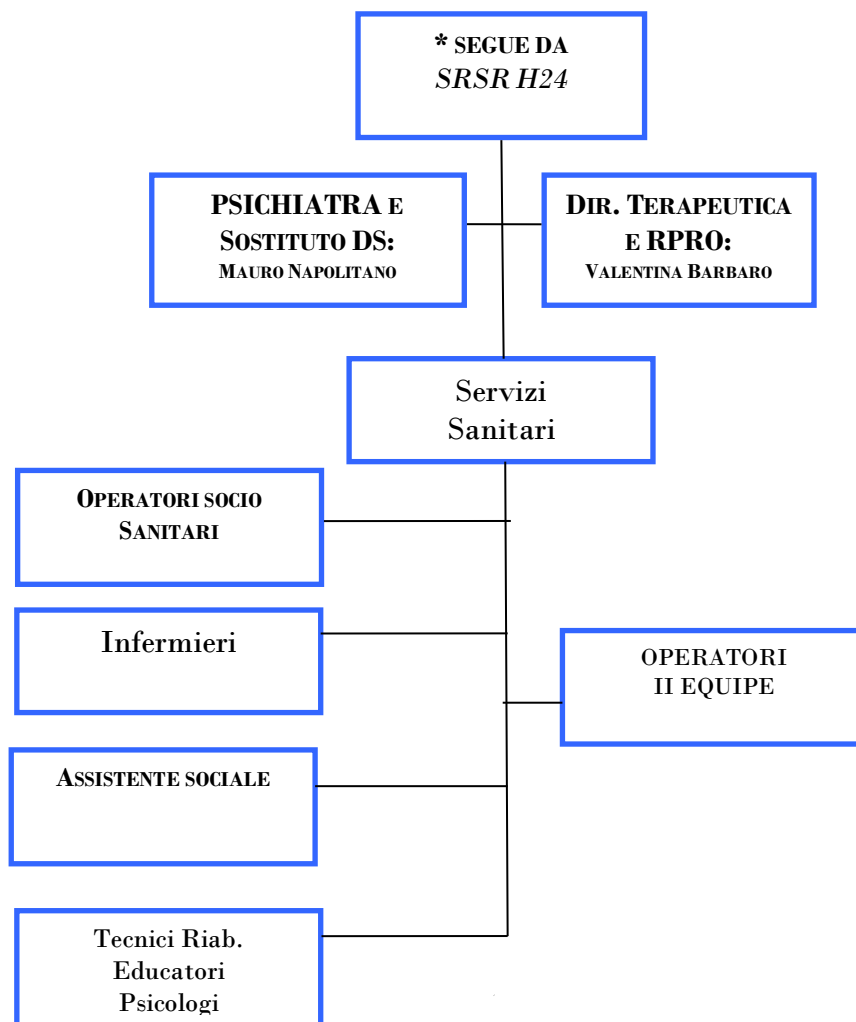 * SEGUE DA
SRSR H24
PSICHIATRA E
SOSTITUTO DS:
MAURO NAPOLITANO
DIR. TERAPEUTICA
E RPRO:
VALENTINA BARBARO
Servizi
Sanitari
OPERATORI SOCIO
SANITARI
Infermieri
OPERATORI
II EQUIPE
ASSISTENTE SOCIALE
Tecnici Riab.
Educatori
Psicologi